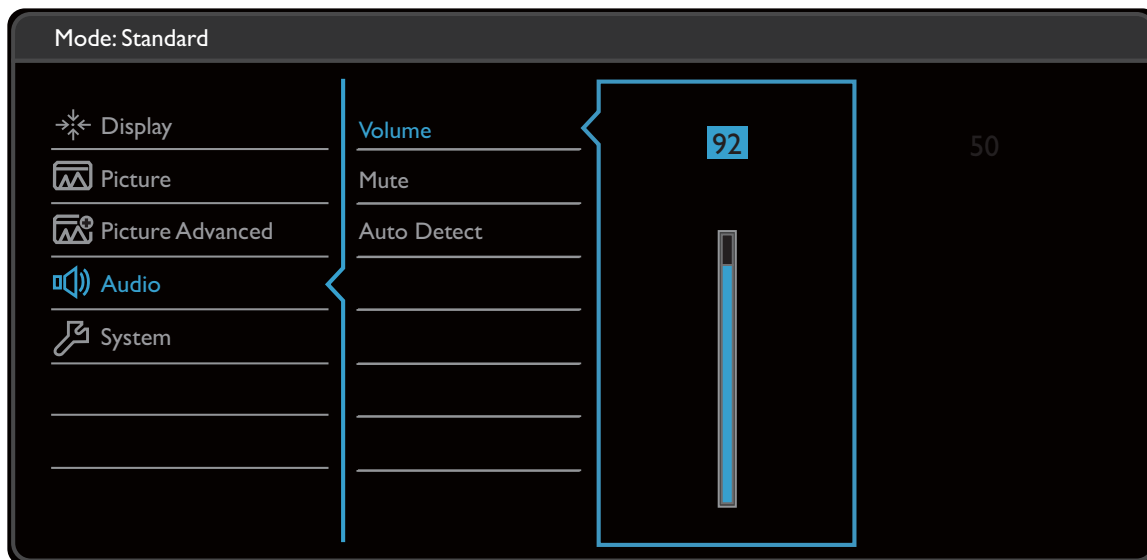 Mode: Standard
Display
Picture
Picture Advanced
Audio
System
Volume
Mute
Auto Detect
92
50